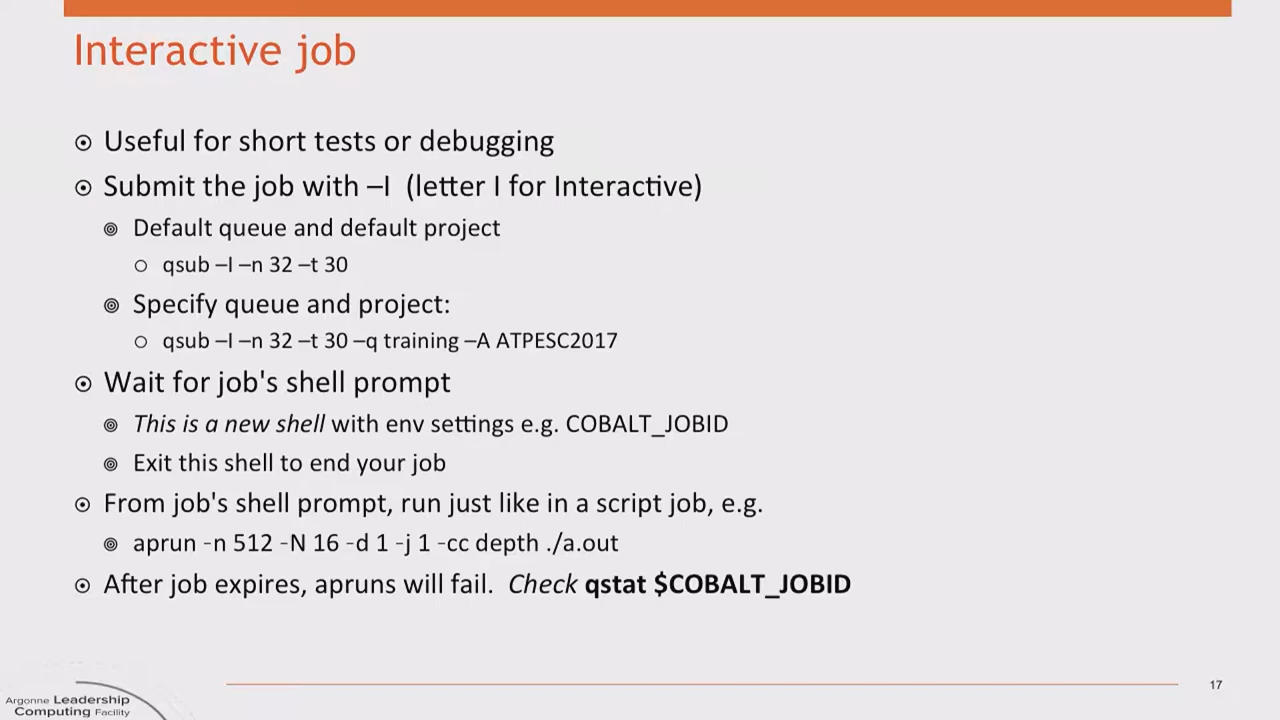 Interactive job
Useful for short tests or debugging
Submit the job with –I (letter I for Interactive)
Default queue and default project
qsub –I –n 32 –t 30
Specify queue and project:
qsub –I –n 32 –t 30 –q training –A ATPESC2017
Wait for job's shell prompt
This is a new shell with env settings e.g. COBALT_JOBID
Exit this shell to end your job
From job's shell prompt, run just like in a script job, e.g.
aprun -n 512 -N 16 -d 1 -j 1 -cc depth ./a.out
After job expires, apruns will fail. Check qstat $COBALT_JOBID
Argonne Leadership
Computing Facility
17